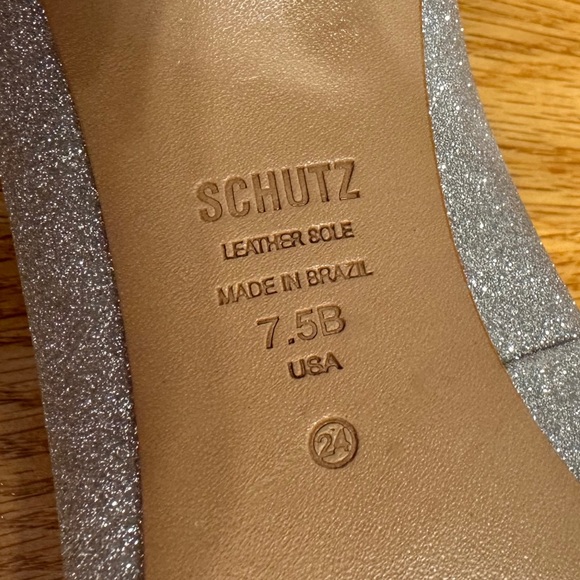 SCHUTZ
LEATHER SOLE
MADE IN BRAZIL
7.5B
USA
24